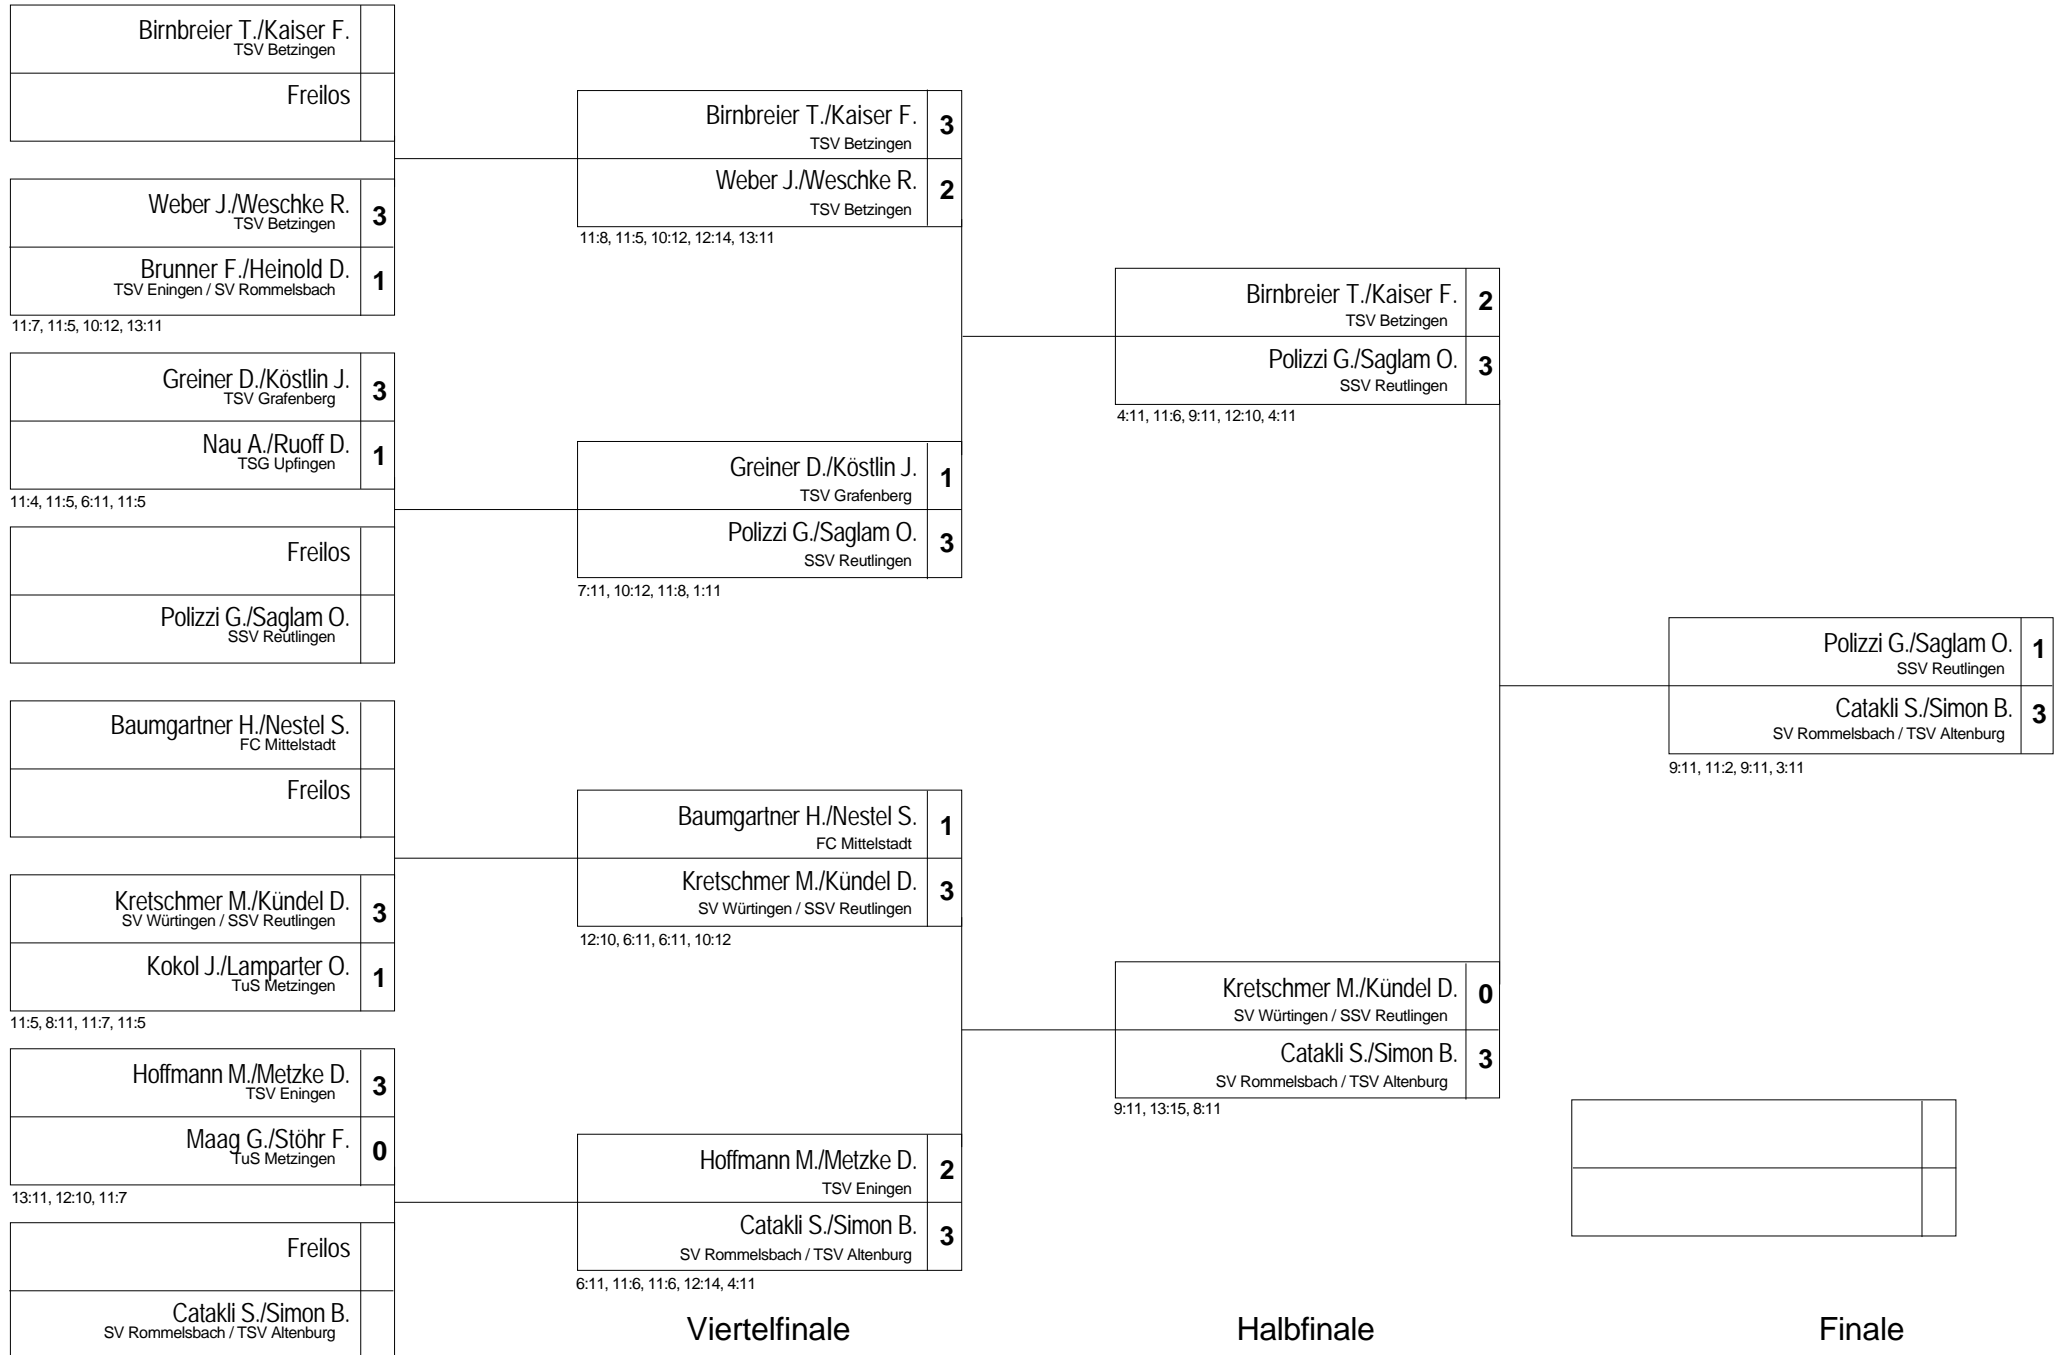 Birnbreier T./Kaiser F.
TSV Betzingen
Freilos
Weber J./Weschke R.
TSV Betzingen
3
Brunner F./Heinold D.
TSV Eningen / SV Rommelsbach
1
11:7, 11:5, 10:12, 13:11
Greiner D./Köstlin J.
TSV Grafenberg
3
Nau A./Ruoff D.
TSG Upfingen
1
11:4, 11:5, 6:11, 11:5
Freilos
Polizzi G./Saglam O.
SSV Reutlingen
Baumgartner H./Nestel S.
FC Mittelstadt
Freilos
Kretschmer M./Kündel D.
SV Würtingen / SSV Reutlingen
3
Kokol J./Lamparter O.
TuS Metzingen
1
11:5, 8:11, 11:7, 11:5
Hoffmann M./Metzke D.
TSV Eningen
3
Maag G./Stöhr F.
TuS Metzingen
0
13:11, 12:10, 11:7
Freilos
Catakli S./Simon B.
SV Rommelsbach / TSV Altenburg
Birnbreier T./Kaiser F.
TSV Betzingen
3
Weber J./Weschke R.
TSV Betzingen
2
11:8, 11:5, 10:12, 12:14, 13:11
Greiner D./Köstlin J.
TSV Grafenberg
1
Polizzi G./Saglam O.
SSV Reutlingen
3
7:11, 10:12, 11:8, 1:11
Baumgartner H./Nestel S.
FC Mittelstadt
1
Kretschmer M./Kündel D.
SV Würtingen / SSV Reutlingen
3
12:10, 6:11, 6:11, 10:12
Hoffmann M./Metzke D.
TSV Eningen
2
Catakli S./Simon B.
SV Rommelsbach / TSV Altenburg
3
6:11, 11:6, 11:6, 12:14, 4:11
Viertelfinale
Birnbreier T./Kaiser F.
TSV Betzingen
2
Polizzi G./Saglam O.
SSV Reutlingen
3
4:11, 11:6, 9:11, 12:10, 4:11
Kretschmer M./Kündel D.
SV Würtingen / SSV Reutlingen
0
Catakli S./Simon B.
SV Rommelsbach / TSV Altenburg
3
9:11, 13:15, 8:11
Halbfinale
Polizzi G./Saglam O.
SSV Reutlingen
1
Catakli S./Simon B.
SV Rommelsbach / TSV Altenburg
3
9:11, 11:2, 9:11, 3:11
Finale